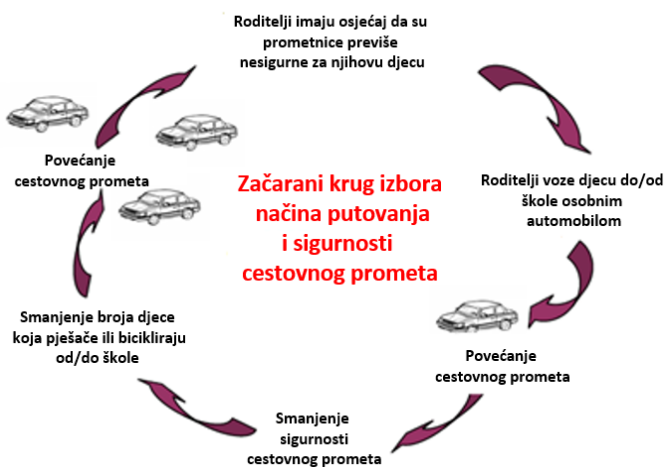 Roditelji imaju osjećaj da su
prometnice previše
nesigurne za njihovu djecu
Roditelji voze djecu do/od
škole osobnim
automobilom
Povećanje
cestovnog prometa
Smanjenje
sigurnosti
cestovnog prometa
Smanjenje broja djece
koja pješače ili bicikliraju
od/do škole
Povećanje
cestovnog prometa
Začarani krug izbora
načina putovanja
i sigurnosti
cestovnog prometa